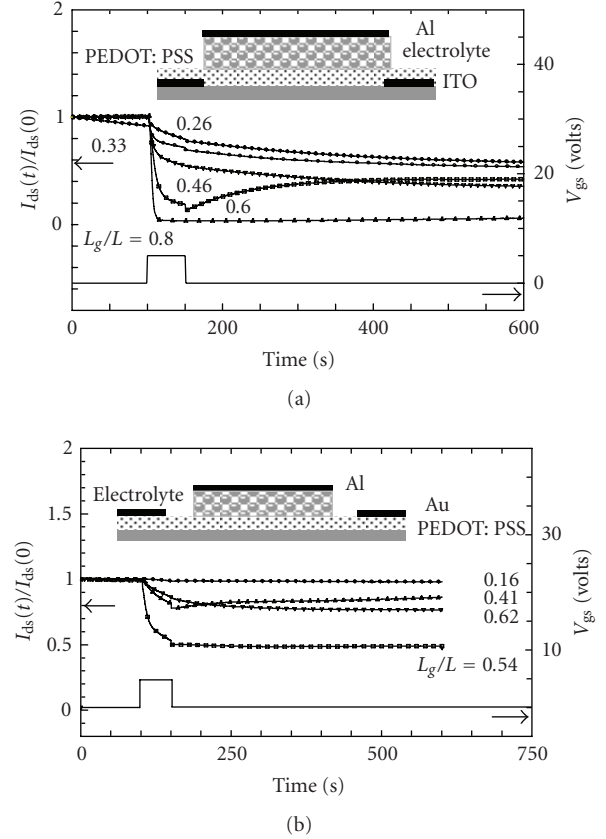 2
PEDOT: PSS
Al
electrolyte
40
ITO
1
0.33
0.26
I_ds(t)/I_ds(0)
V_gs (volts)
20
0.46
0.6
0
L_g/L = 0.8
0
0 200 400 600
Time (s)
(a)
2
Electrolyte
Al
1.5
Au
PEDOT: PSS
30
I_ds(t)/I_ds(0)
V_gs (volts)
1
0.16
0.41
0.62
0.5
L_g/L = 0.54
10
0
0 250 500 750
Time (s)
(b)